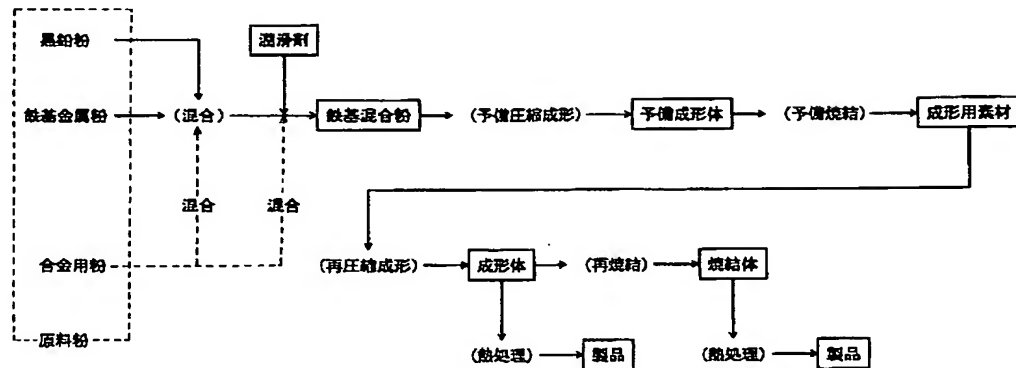 黒鉛粉
潤滑剤
鉄基金属粉 (混合) 鉄基混合粉 (予備圧縮成形) 予備成形体 (予備焼結) 成形用素材
混合 混合
合金用粉
(再圧縮成形) 成形体 (再焼結) 焼結体
原料粉
(熱処理) 製品 (熱処理) 製品